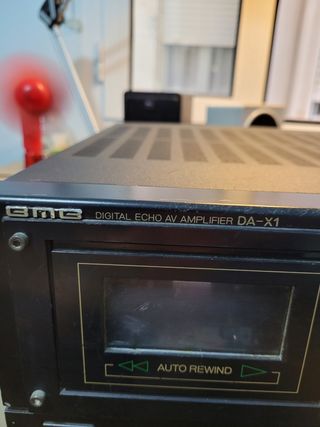 BMB DIGITAL ECHO AV AMPLIFIER DA-X1
AUTO REWIND